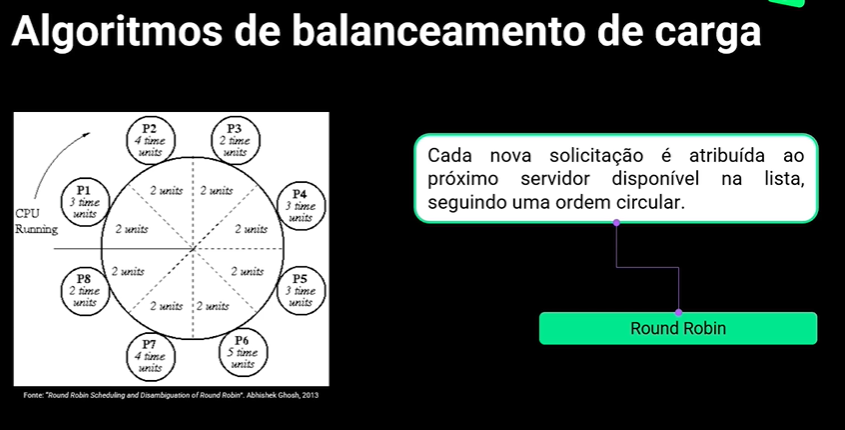 Algoritmos de balanceamento de carga
P2
4 time
units
P3
2 time
units
P1
3 time
units
2 units
2 units
P4
3 time
units
CPU
Running
2 units
2 units
P8
2 time
units
2 units
2 units
P5
3 time
units
2 units
2 units
P7
4 time
units
P6
5 time
units
Fonte: "Round Robin Scheduling and Disambiguation of Round Robin". Abhishek Ghosh, 2013
Cada nova solicitação é atribuída ao
próximo servidor disponível na lista,
seguindo uma ordem circular.
Round Robin